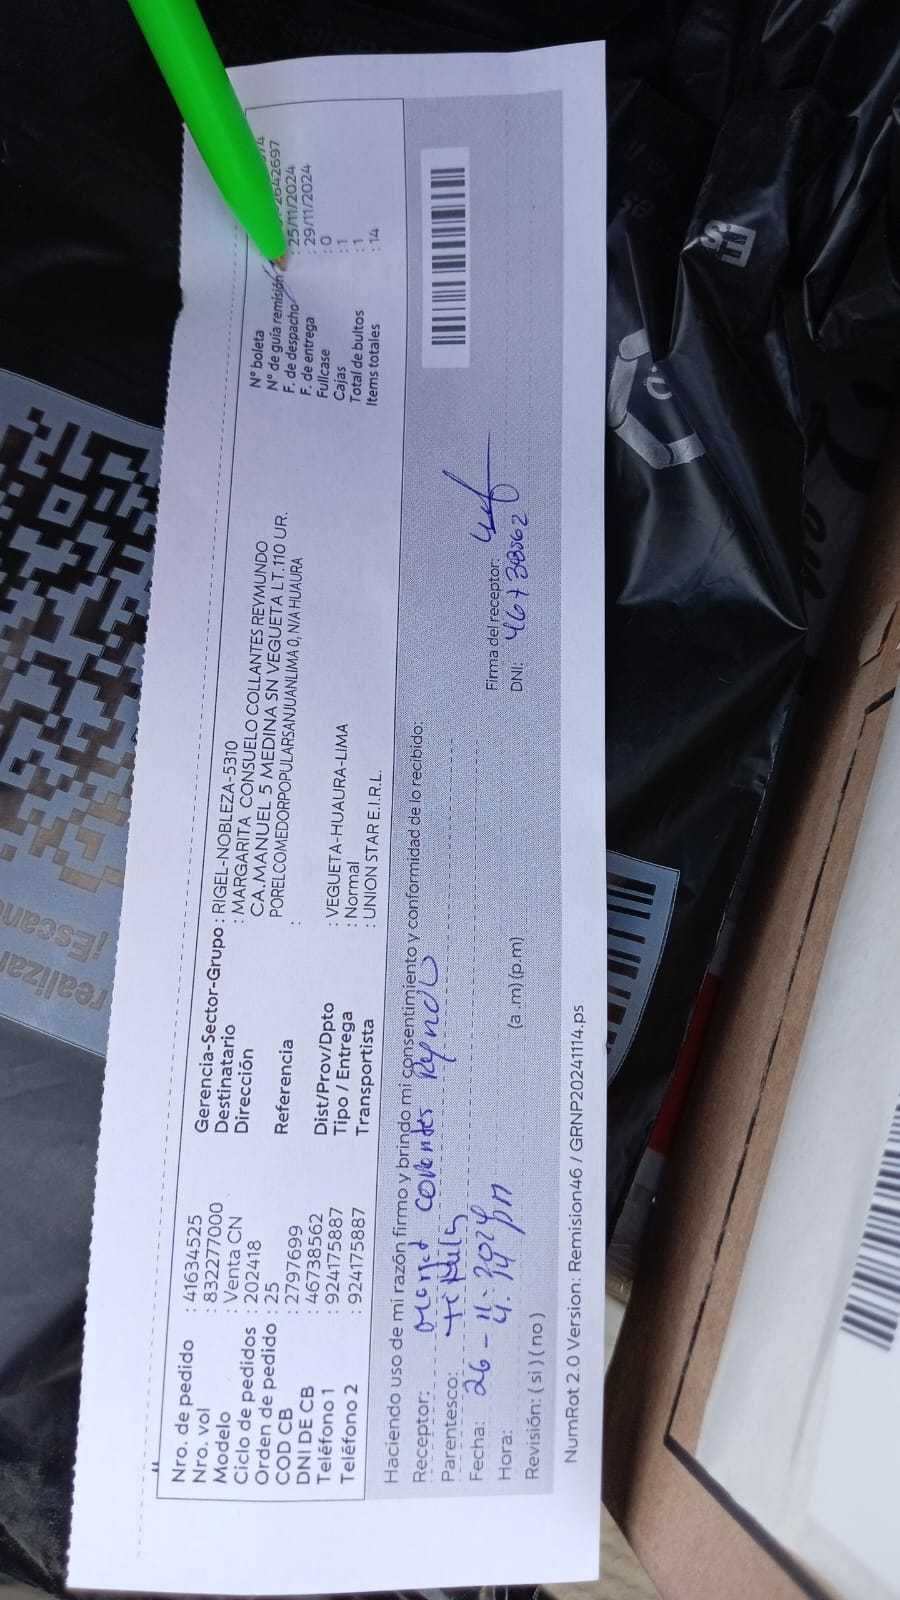 Nro. de pedido : 41634525
Nro. vol : 832277000
Modelo : Venta CN
Ciclo de pedidos : 202418
Orden de pedido : 25
COD CB : 2797699
DNI DE CB : 46738562
Teléfono 1 : 924175887
Teléfono 2 : 924175887
Gerencia-Sector-Grupo : RIGEL-NOBLEZA-5310
Destinatario : MARGARITA CONSUELO COLLANTES REYMUNDO
Dirección CA.MANUEL 5 MEDINA SN VEGUETA LT.110 UR.
PORELCOMEDORPOPULARSANJUANLIMA 0, N/A HUAURA
Referencia :
Dist/Prov/Dpto : VEGUETA-HUAURA-LIMA
Tipo / Entrega : Normal
Transportista : UNION STAR E.I.R.L.
N° boleta
N° de guía remisión 2642697
F. de despacho : 25/11/2024
F. de entrega : 29/11/2024
Fullcase : 0
Cajas : 1
Total de bultos : 1
Items totales : 14
Haciendo uso de mi razón firmo y brindo mi consentimiento y conformidad de lo recibido:
Receptor:
Parentesco:
Fecha: 26-11-2024
Hora: 4:14 pm (a.m) (p.m)
Revisión: ( si ) ( no )
Firma del receptor:
DNI: 46738562
NumRot 2.0 Version: Remision46 / GRNP20241114.ps
realizar
¡Escan
ES